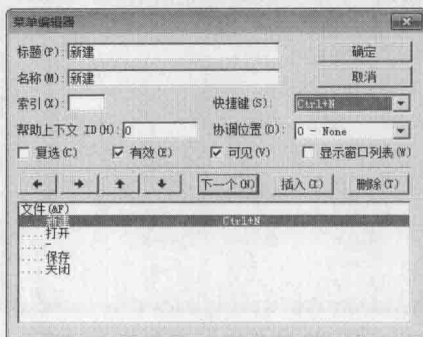 菜单编辑器
标题(P): 新建 确定
名称(M): 新建 取消
索引(X): 快捷键(S): Ctrl+N
帮助上下文 ID(H): 0 协调位置(O): 0 - None
复选(C) 有效(E) 可见(V) 显示窗口列表(W)
下一个(N) 插入(I) 删除(T)
文件(&F)
....新建 Ctrl+N
....打开
....-
....保存
....关闭